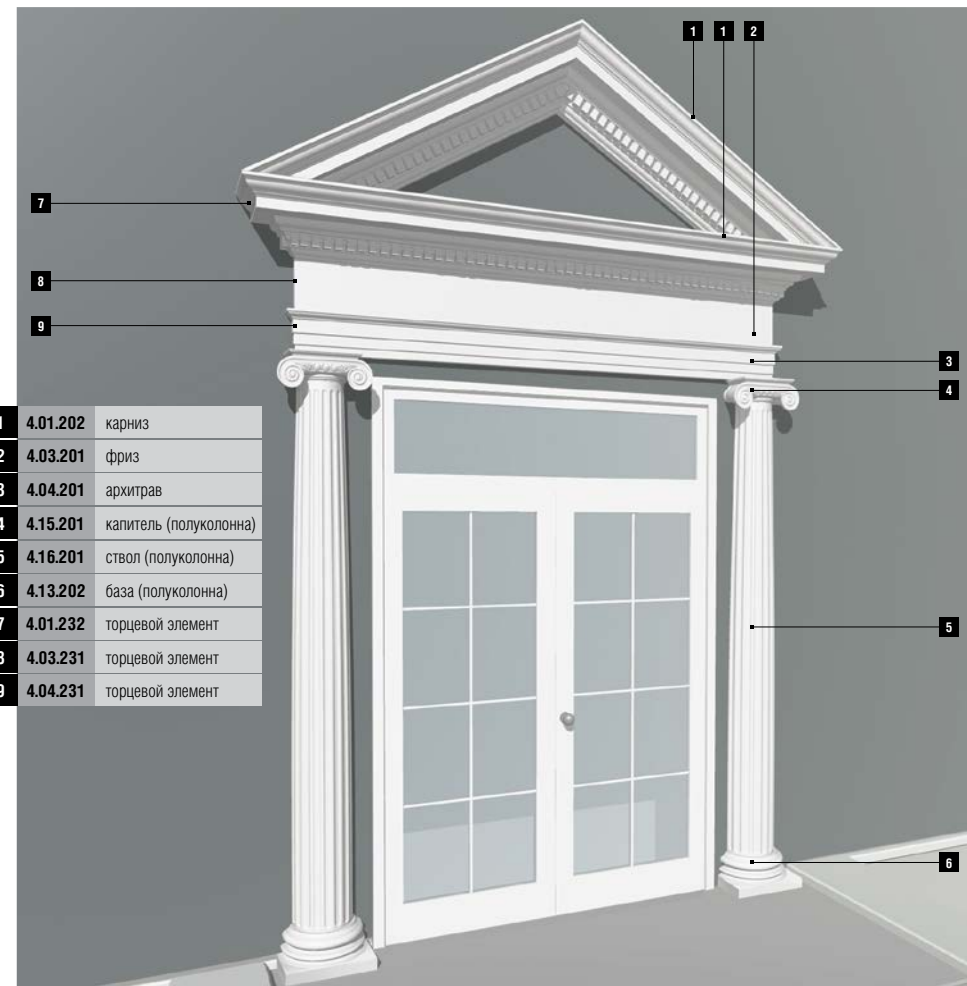 1 1 2
7
8
9
3
4
1 4.01.202 карниз
2 4.03.201 фриз
3 4.04.201 архитрав
4 4.15.201 капитель (полуколонна)
5 4.16.201 ствол (полуколонна)
6 4.13.202 база (полуколонна)
7 4.01.232 торцевой элемент
8 4.03.231 торцевой элемент
9 4.04.231 торцевой элемент
5
6